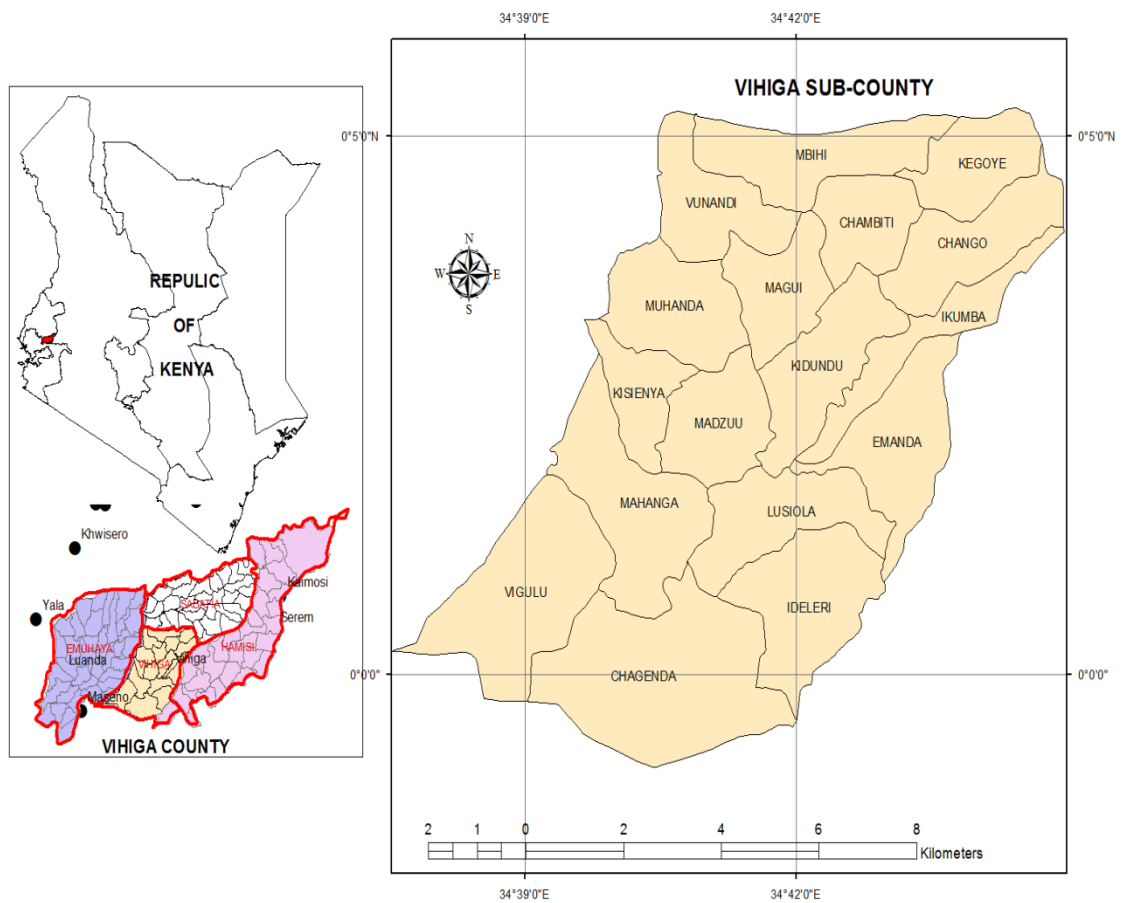 34°39'0"E
34°42'0"E
VIHIGA SUB-COUNTY
0°5'0"N
0°5'0"N
MBIHI
KEGOYE
VUNANDI
CHAMBITI
CHANGO
N
W
E
S
MAGUI
MUHANDA
IKUMBA
REPULIC
OF
KENYA
KIDUNDU
KISIENYA
MADZUU
EMANDA
MAHANGA
LUSIOLA
VIGULU
IDELERI
CHAGENDA
0°0'0"
0°0'0"
Khwisero
Kaimosi
Yala
SABATIA
Serem
EMUHAYA
Luanda
VIHIGA
Vihiga
HAMISI
Maseno
VIHIGA COUNTY
2 1 0 2 4 6 8
Kilometers
34°39'0"E
34°42'0"E